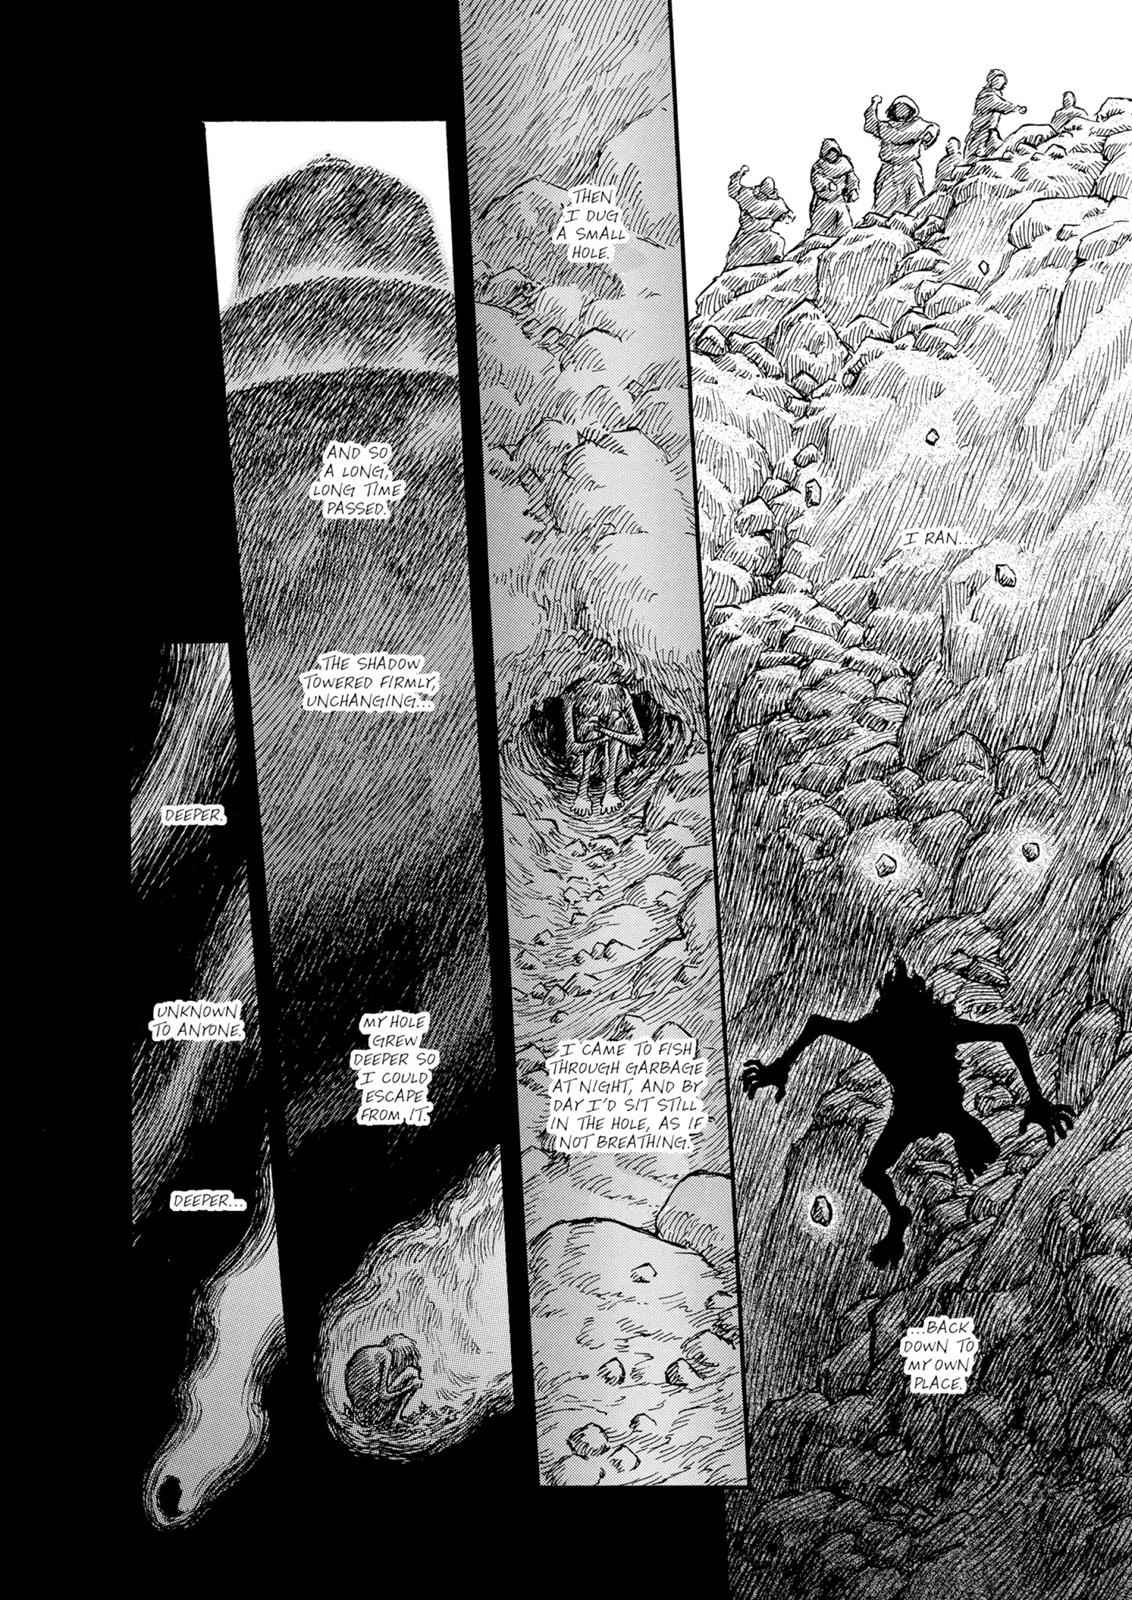 I RAN...
...BACK
DOWN TO
MY OWN
PLACE.
THEN
I DUG
A SMALL
HOLE.
I CAME TO FISH
THROUGH GARBAGE
AT NIGHT, AND BY
DAY I'D SIT STILL
IN THE HOLE, AS IF
NOT BREATHING.
AND SO
A LONG,
LONG TIME
PASSED.
THE SHADOW
TOWERED FIRMLY,
UNCHANGING...
MY HOLE
GREW
DEEPER SO
I COULD
ESCAPE
FROM IT.
DEEPER.
UNKNOWN
TO ANYONE.
DEEPER...